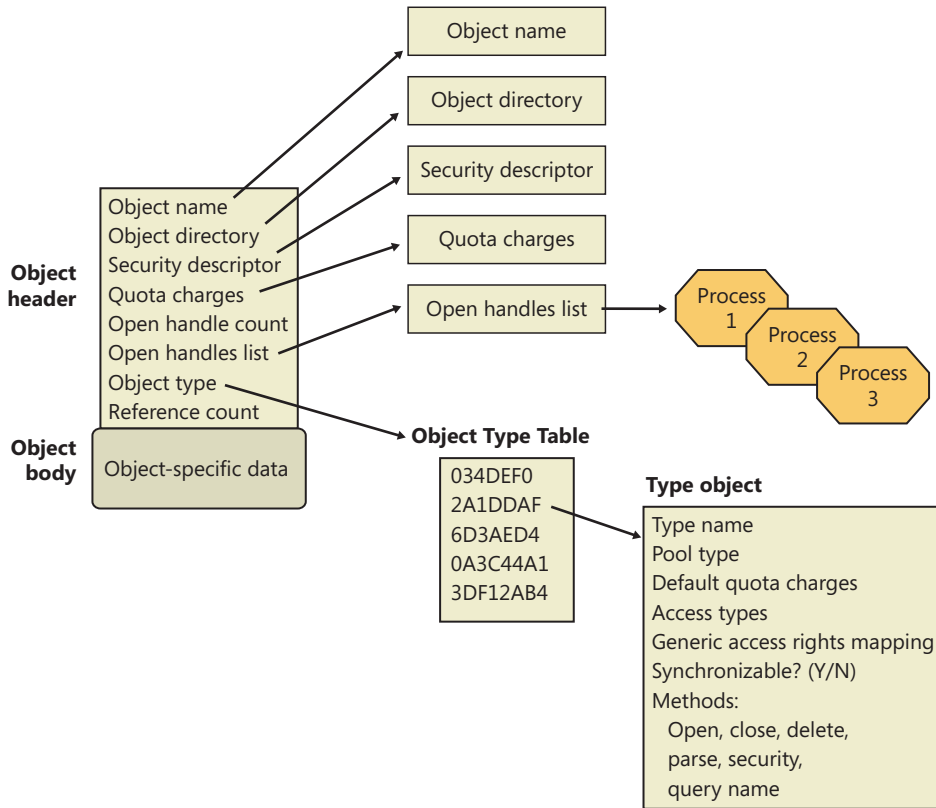 Object name
Object directory
Security descriptor
Quota charges
Open handles list
Process
1
Process
2
Process
3
Object
header
Object name
Object directory
Security descriptor
Quota charges
Open handle count
Open handles list
Object type
Reference count
Object
body
Object-specific data
Object Type Table
034DEF0
2A1DDAF
6D3AED4
0A3C44A1
3DF12AB4
Type object
Type name
Pool type
Default quota charges
Access types
Generic access rights mapping
Synchronizable? (Y/N)
Methods:
Open, close, delete,
parse, security,
query name